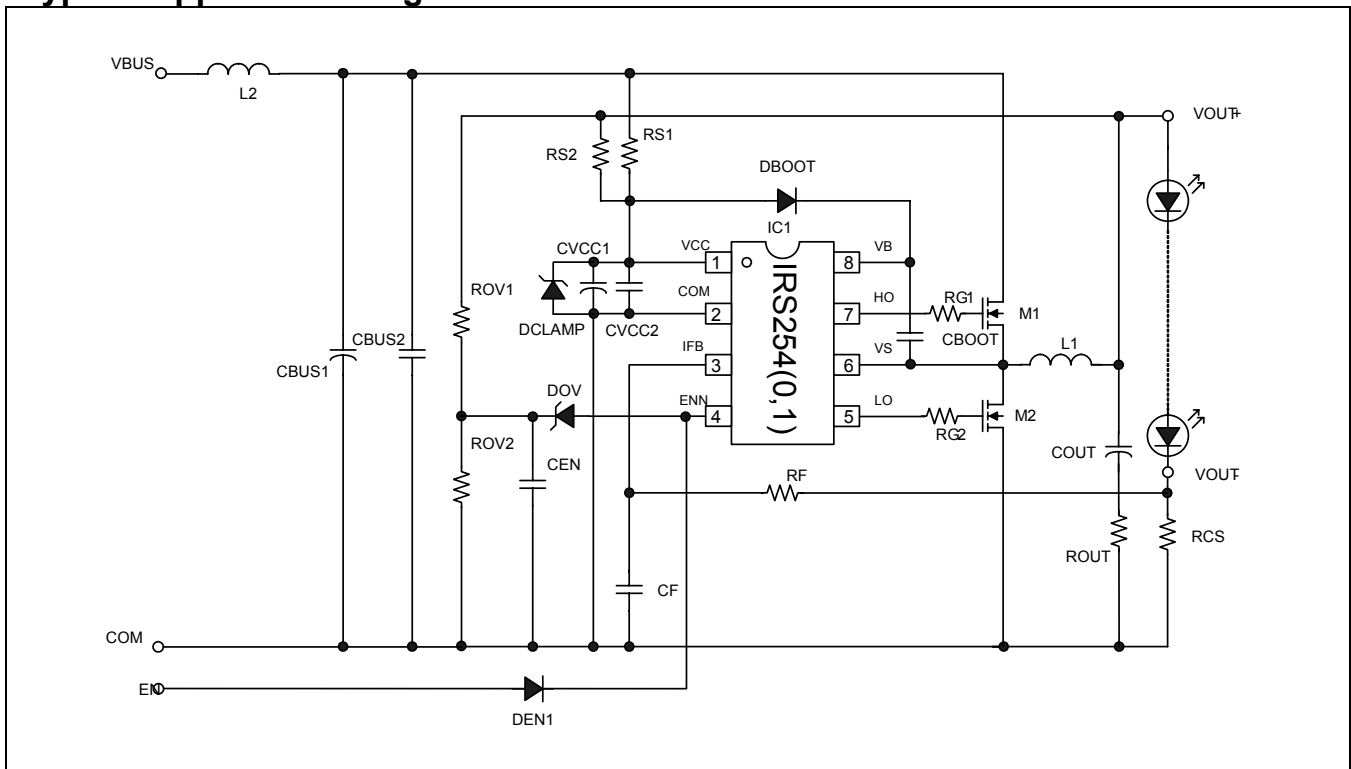 VBUS
L2
VOUT+
RS1
RS2
DBOOT
IC1
CVCC1
VCC
VB
1
8
COM
HO
RG1
2
7
M1
ROV1
DCLAMP
CVCC2
CBOOT
L1
CBUS2
IFB
VS
3
6
CBUS1
DOV
ENN
LO
4
5
M2
IRS254(0,1)
RG2
ROV2
CEN
COUT
RF
VOUT-
ROUT
RCS
CF
COM
EN
DEN1